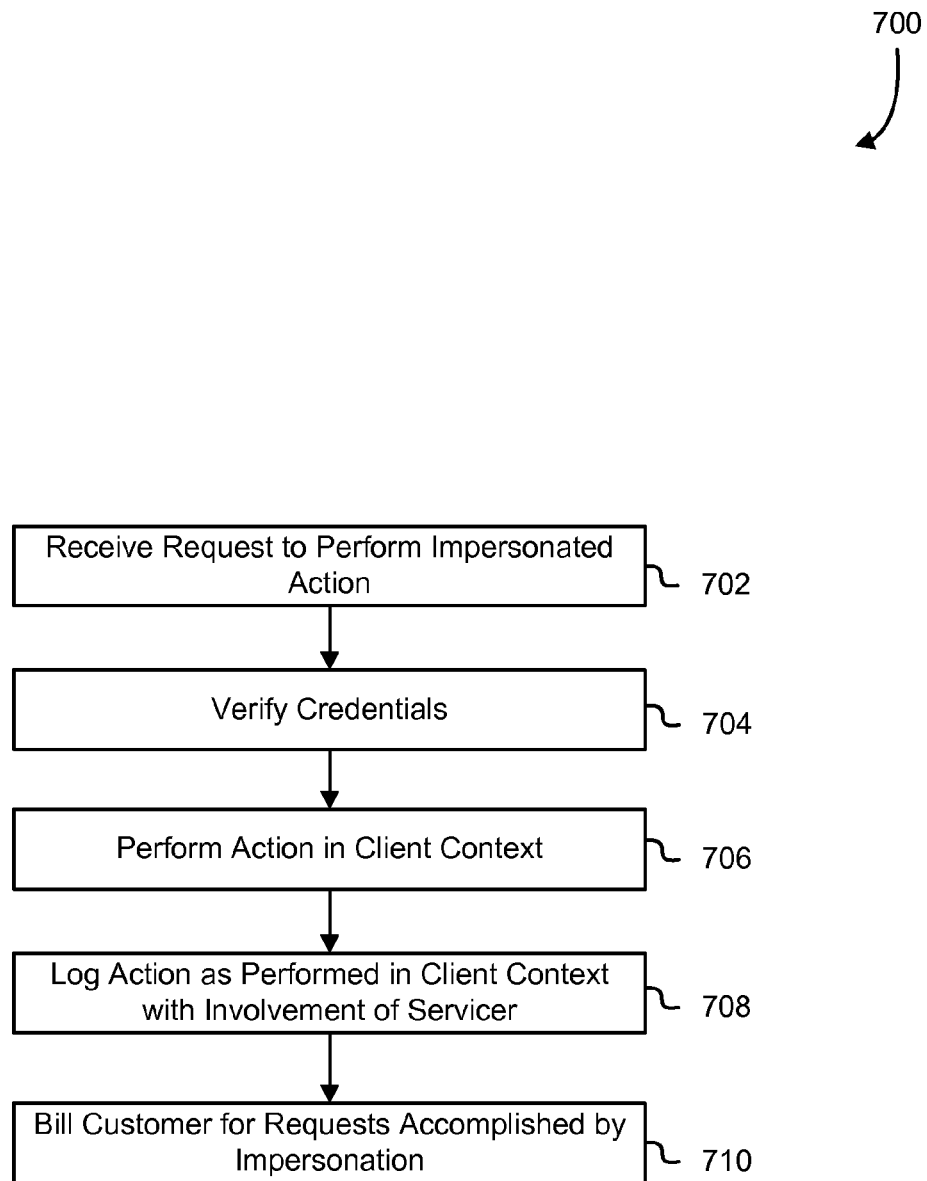 700
Receive Request to Perform Impersonated
Action
702
Verify Credentials
704
Perform Action in Client Context
706
Log Action as Performed in Client Context
with Involvement of Servicer
708
Bill Customer for Requests Accomplished by
Impersonation
710